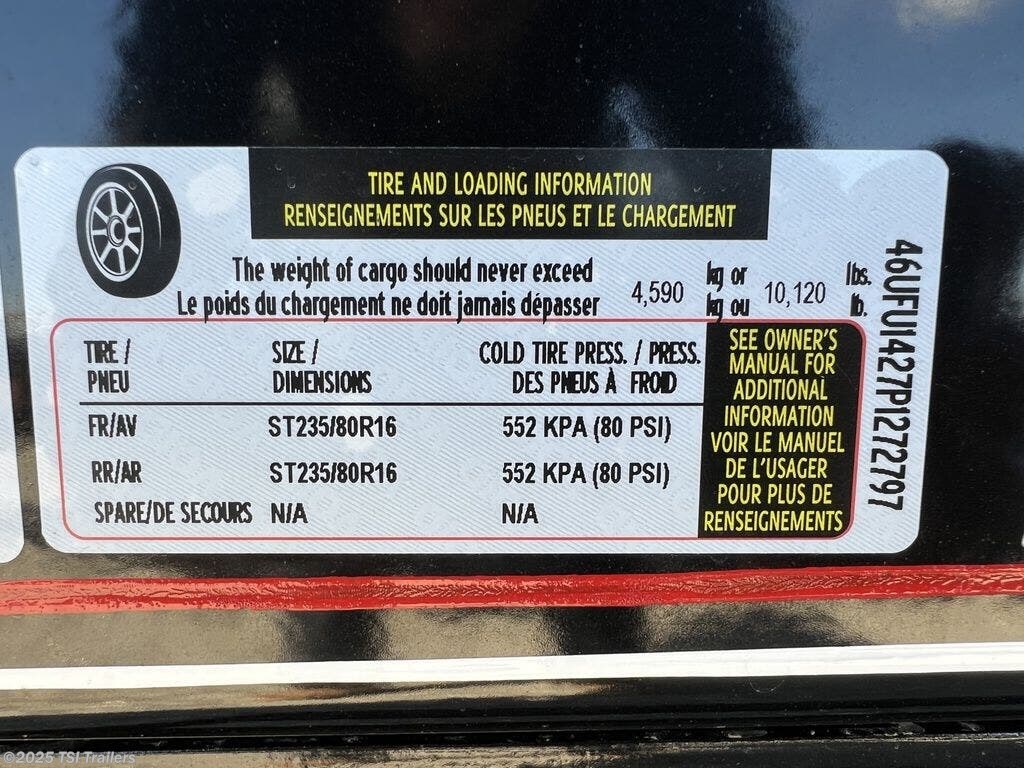 TIRE AND LOADING INFORMATION
RENSEIGNEMENTS SUR LES PNEUS ET LE CHARGEMENT
The weight of cargo should never exceed 4,590 kg or 10,120 lbs.
Le poids du chargement ne doit jamais dépasser kg ou lb.
TIRE / SIZE / COLD TIRE PRESS. / PRESS.
PNEU DIMENSIONS DES PNEUS À FROID
FR/AV ST235/80R16 552 KPA (80 PSI)
RR/AR ST235/80R16 552 KPA (80 PSI)
SPARE/DE SECOURS N/A N/A
SEE OWNER'S
MANUAL FOR
ADDITIONAL
INFORMATION
VOIR LE MANUEL
DE L'USAGER
POUR PLUS DE
RENSEIGNEMENTS
46UFU1427P1272797
©2025 TSI Trailers